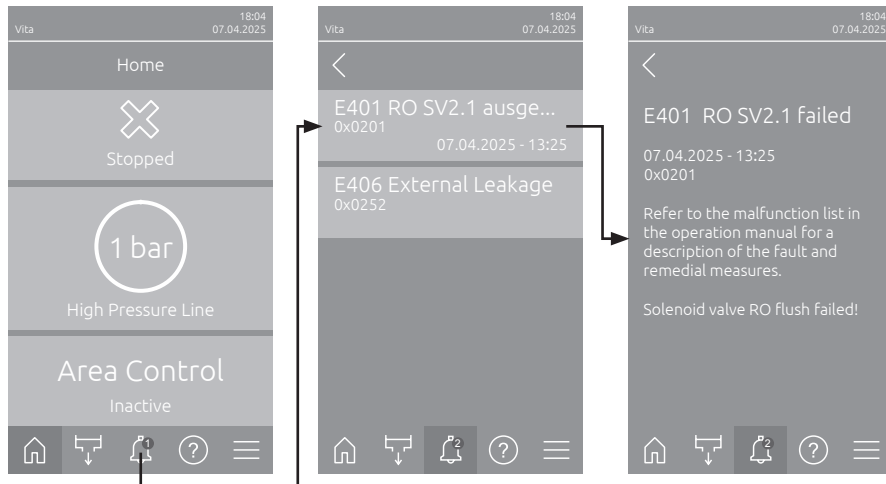 18:04
Vita 07.04.2025
Home
Stopped
1 bar
High Pressure Line
Area Control
Inactive
1
?
18:04
Vita 07.04.2025
E401 RO SV2.1 ausge...
0x0201
07.04.2025 - 13:25
E406 External Leakage
0x0252
2
?
18:04
Vita 07.04.2025
E401 RO SV2.1 failed
07.04.2025 - 13:25
0x0201
Refer to the malfunction list in
the operation manual for a
description of the fault and
remedial measures.
Solenoid valve RO flush failed!
2
?